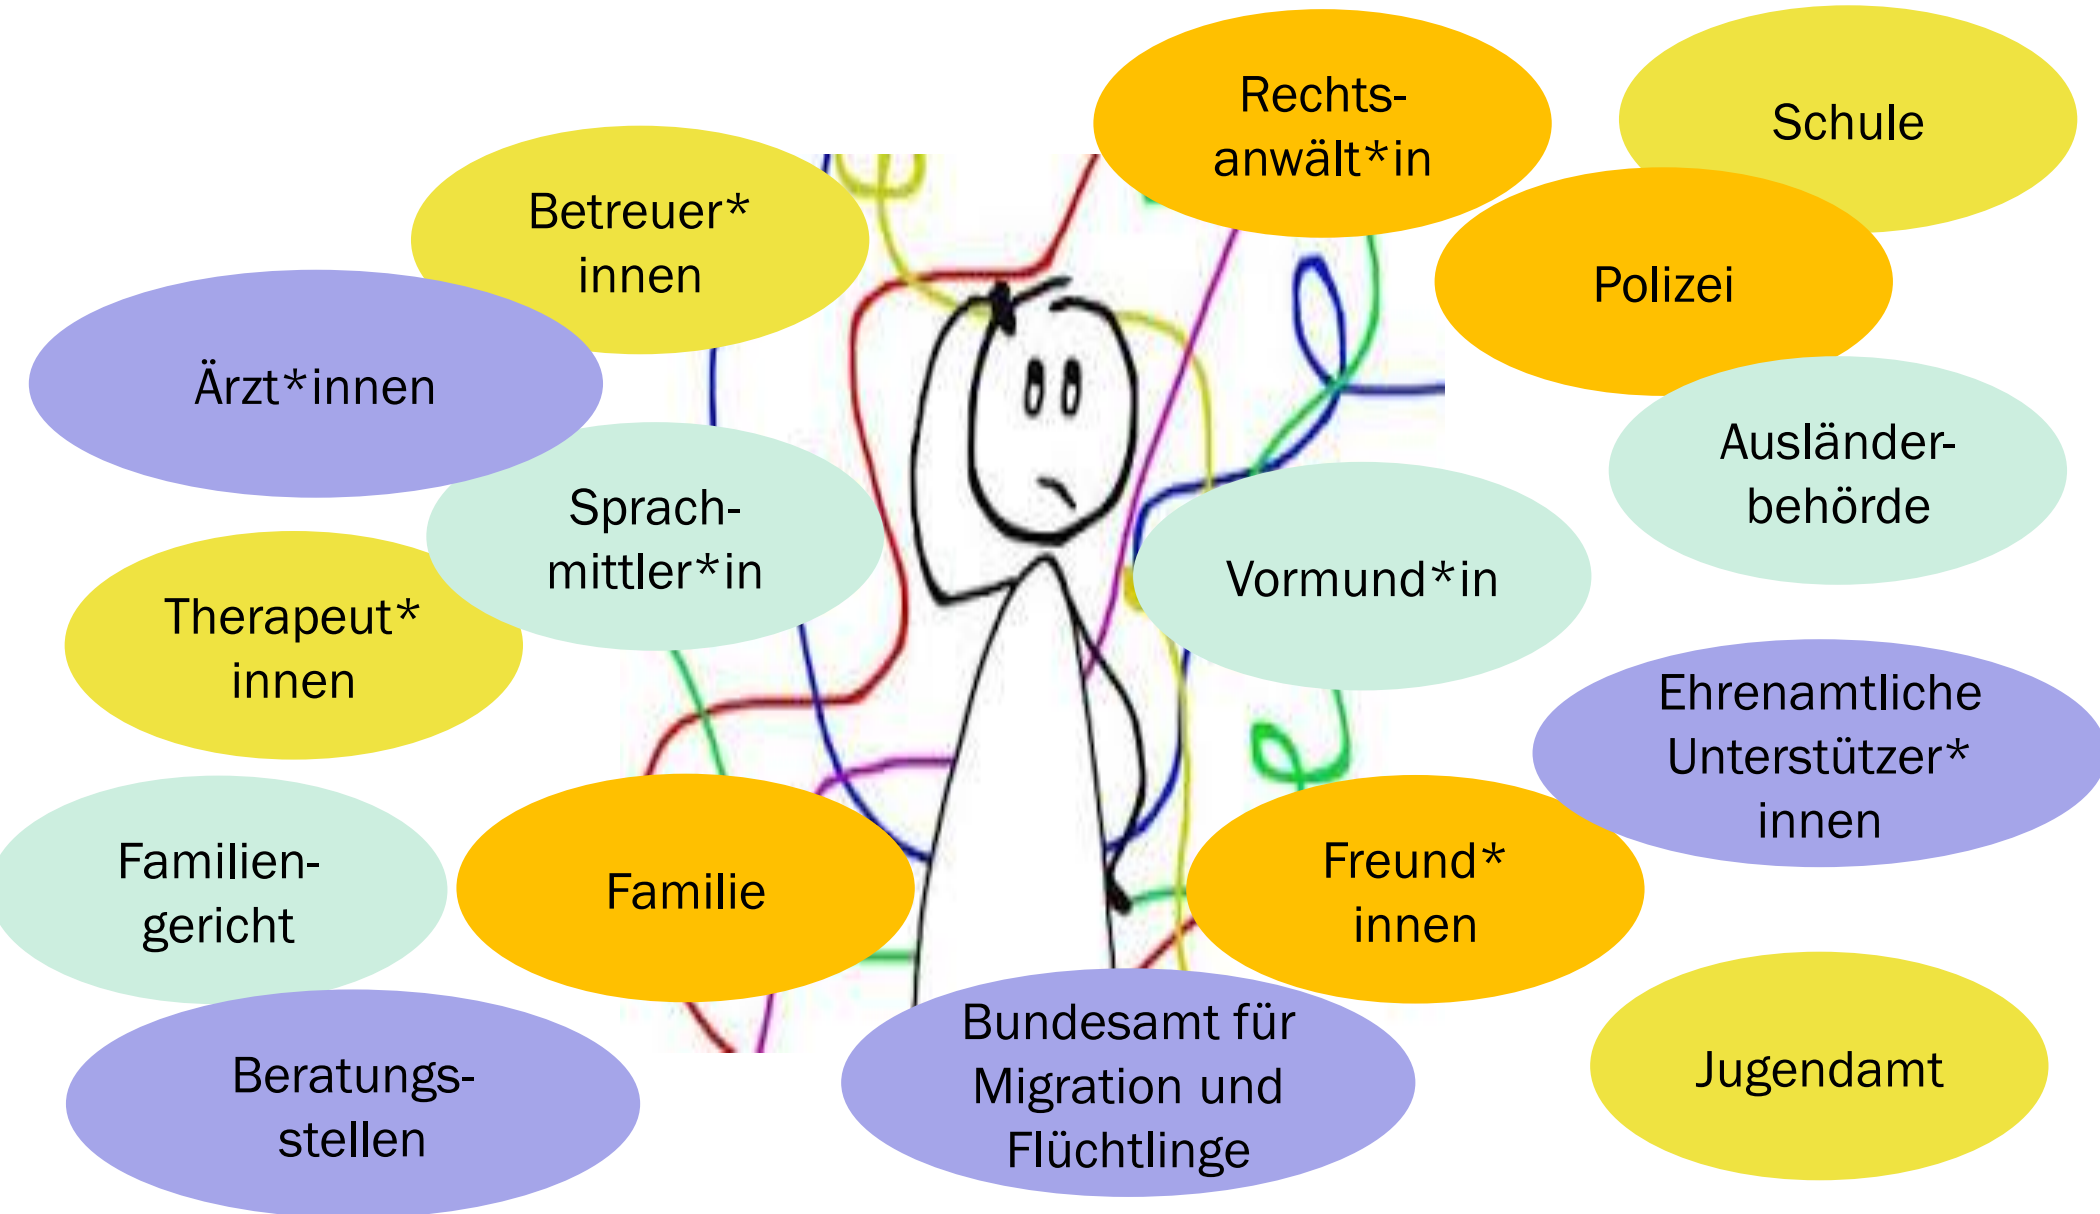 Rechts-
anwält*in
Schule
Betreuer*
innen
Polizei
Ärzt*innen
Ausländer-
behörde
Sprach-
mittler*in
Vormund*in
Therapeut*
innen
Ehrenamtliche
Unterstützer*
innen
Familien-
gericht
Familie
Freund*
innen
Bundesamt für
Migration und
Flüchtlinge
Jugendamt
Beratungs-
stellen